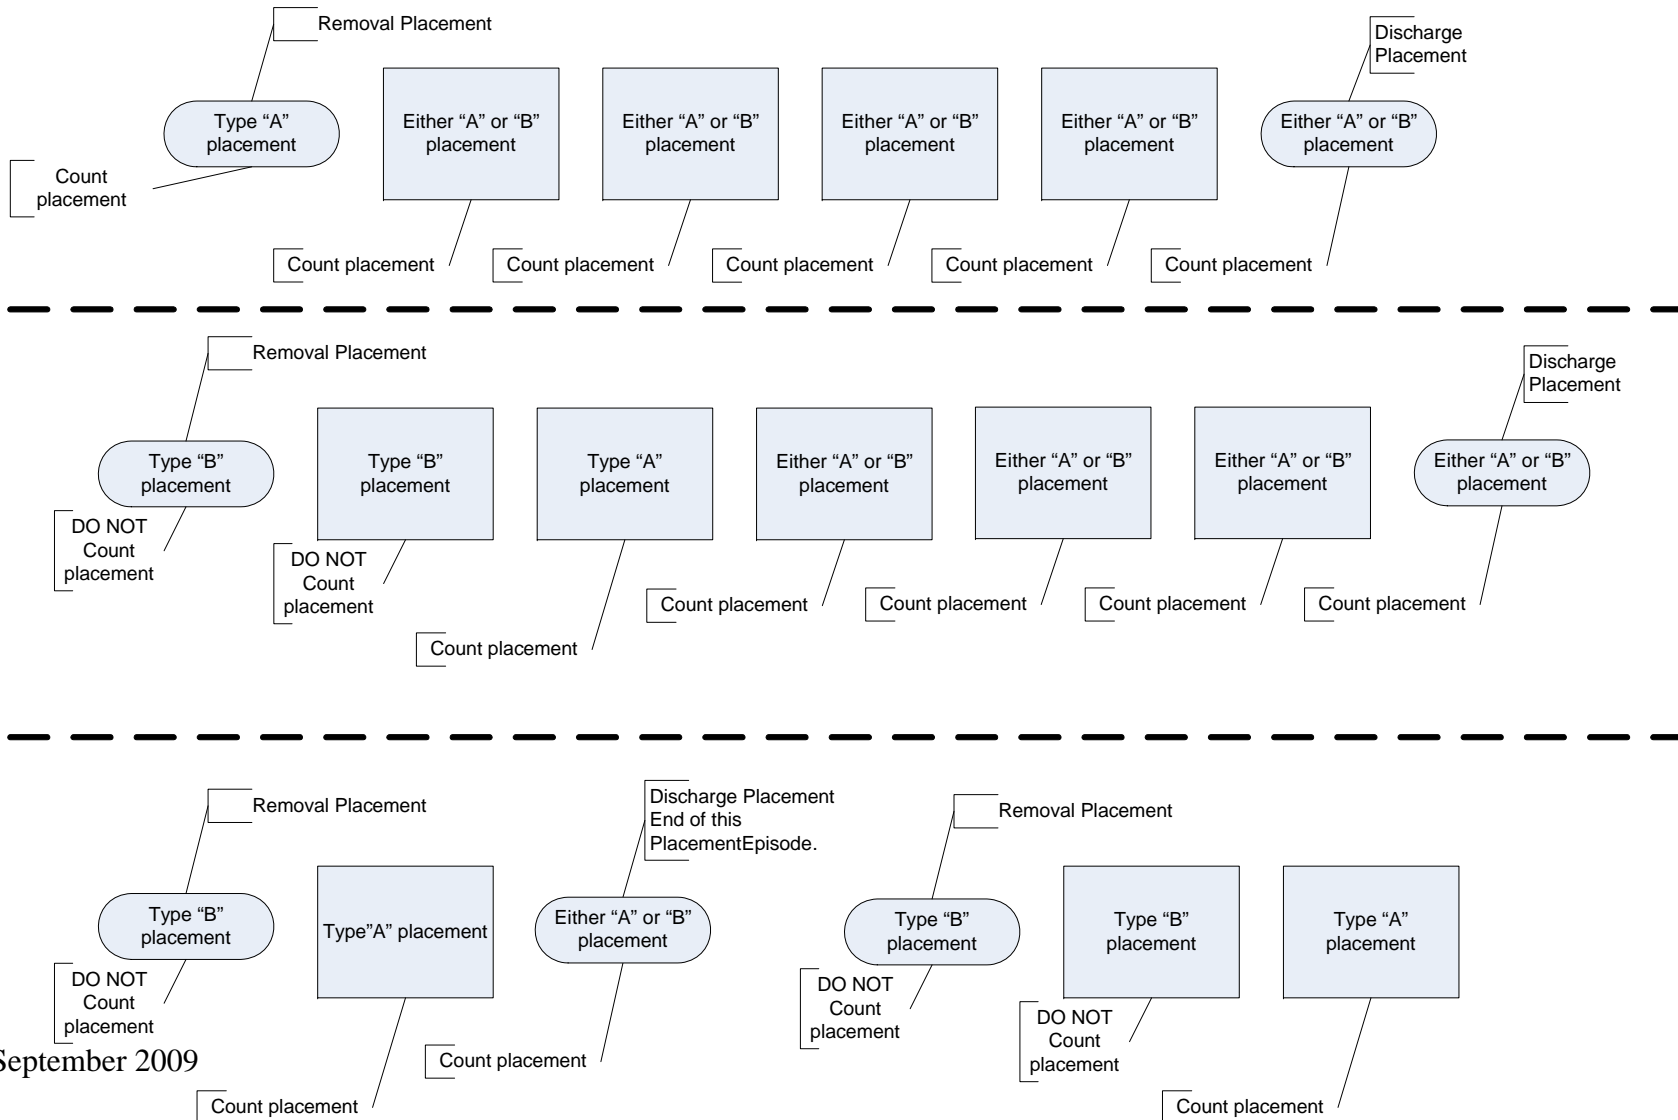 Removal Placement
Discharge
Placement
Type “A”
placement
Either “A” or “B”
placement
Either “A” or “B”
placement
Either “A” or “B”
placement
Either “A” or “B”
placement
Either “A” or “B”
placement
Count
placement
Count placement
Count placement
Count placement
Count placement
Count placement
Removal Placement
Discharge
Placement
Type “B”
placement
Type “B”
placement
Type “A”
placement
Either “A” or “B”
placement
Either “A” or “B”
placement
Either “A” or “B”
placement
Either “A” or “B”
placement
DO NOT
Count
placement
DO NOT
Count
placement
Count placement
Count placement
Count placement
Count placement
Count placement
Removal Placement
Discharge Placement
End of this
PlacementEpisode.
Removal Placement
Type “B”
placement
Type”A” placement
Either “A” or “B”
placement
Type “B”
placement
Type “B”
placement
Type “A”
placement
DO NOT
Count
placement
DO NOT
Count
placement
DO NOT
Count
placement
September 2009
Count placement
Count placement
Count placement